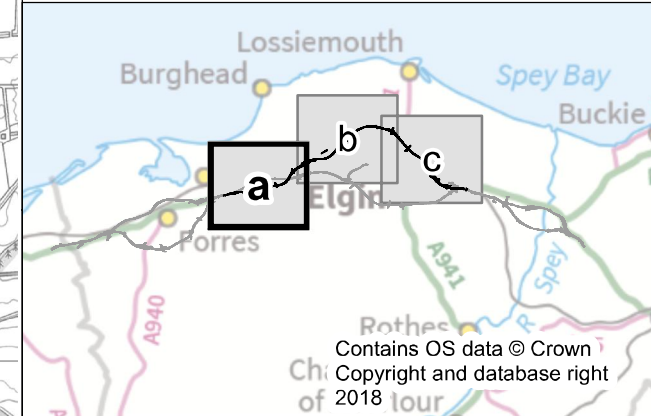 Lossiemouth
Burghead
Spey Bay
Buckie
b
c
a
Elgin
Forres
A941
R Spey
A940
Rothes
Contains OS data © Crown
Copyright and database right
2018